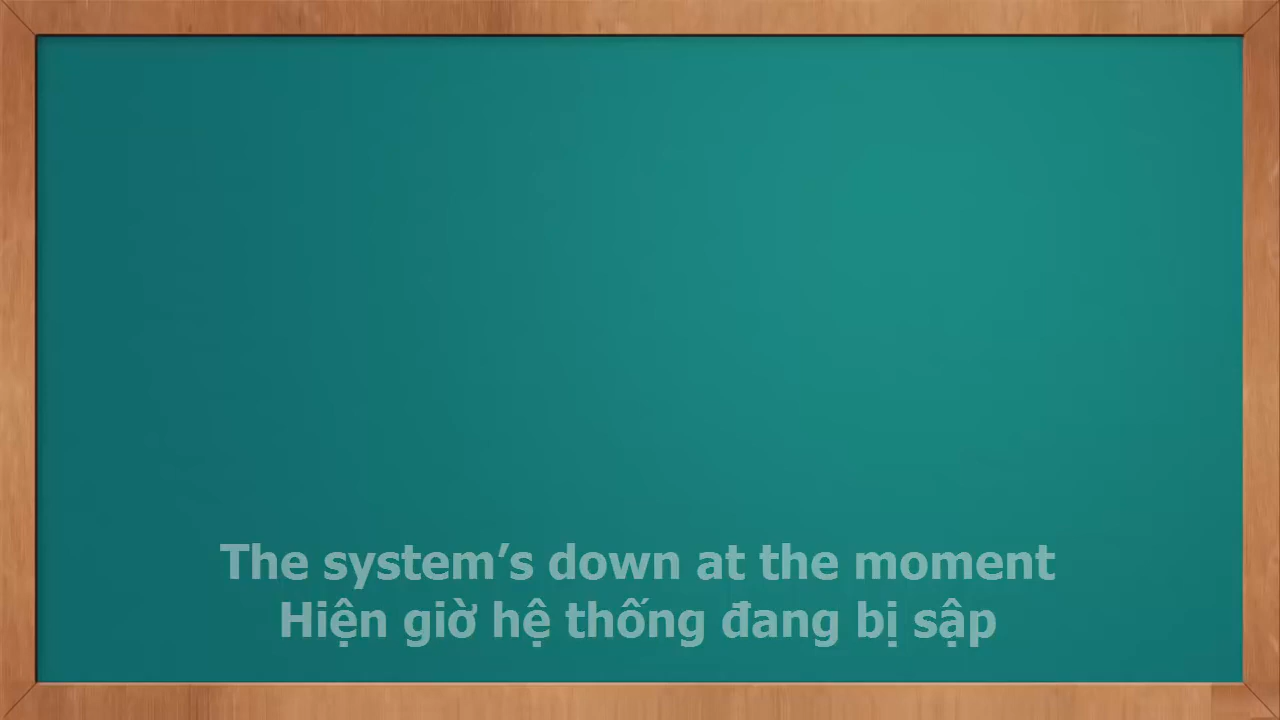 The system’s down at the moment
Hiện giờ hệ thống đang bị sập